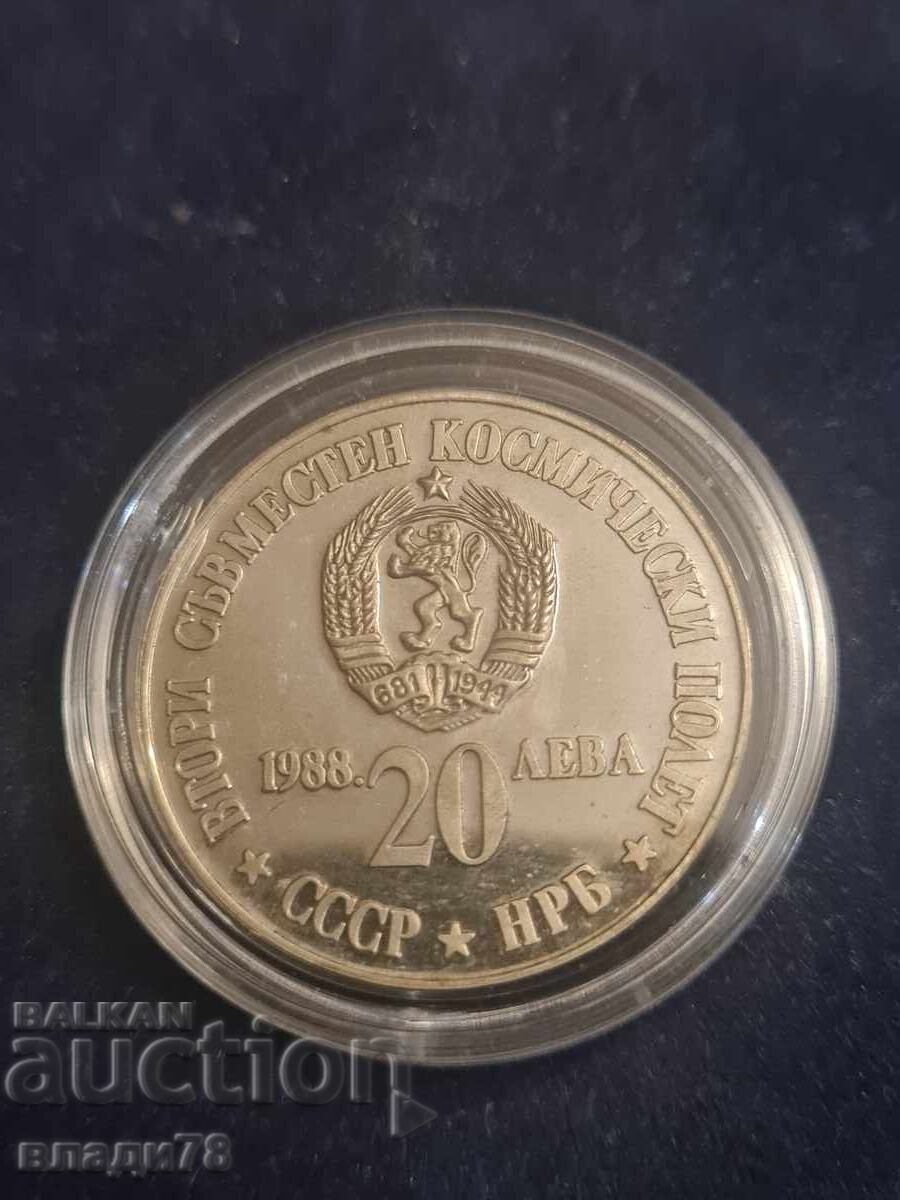 ВТОРИ СЪВМЕСТЕН КОСМИЧЕСКИ ПОЛЕТ
681 1944
1988. 20 ЛЕВА
СССР ★ НРБ
BALKAN
auction
влади78